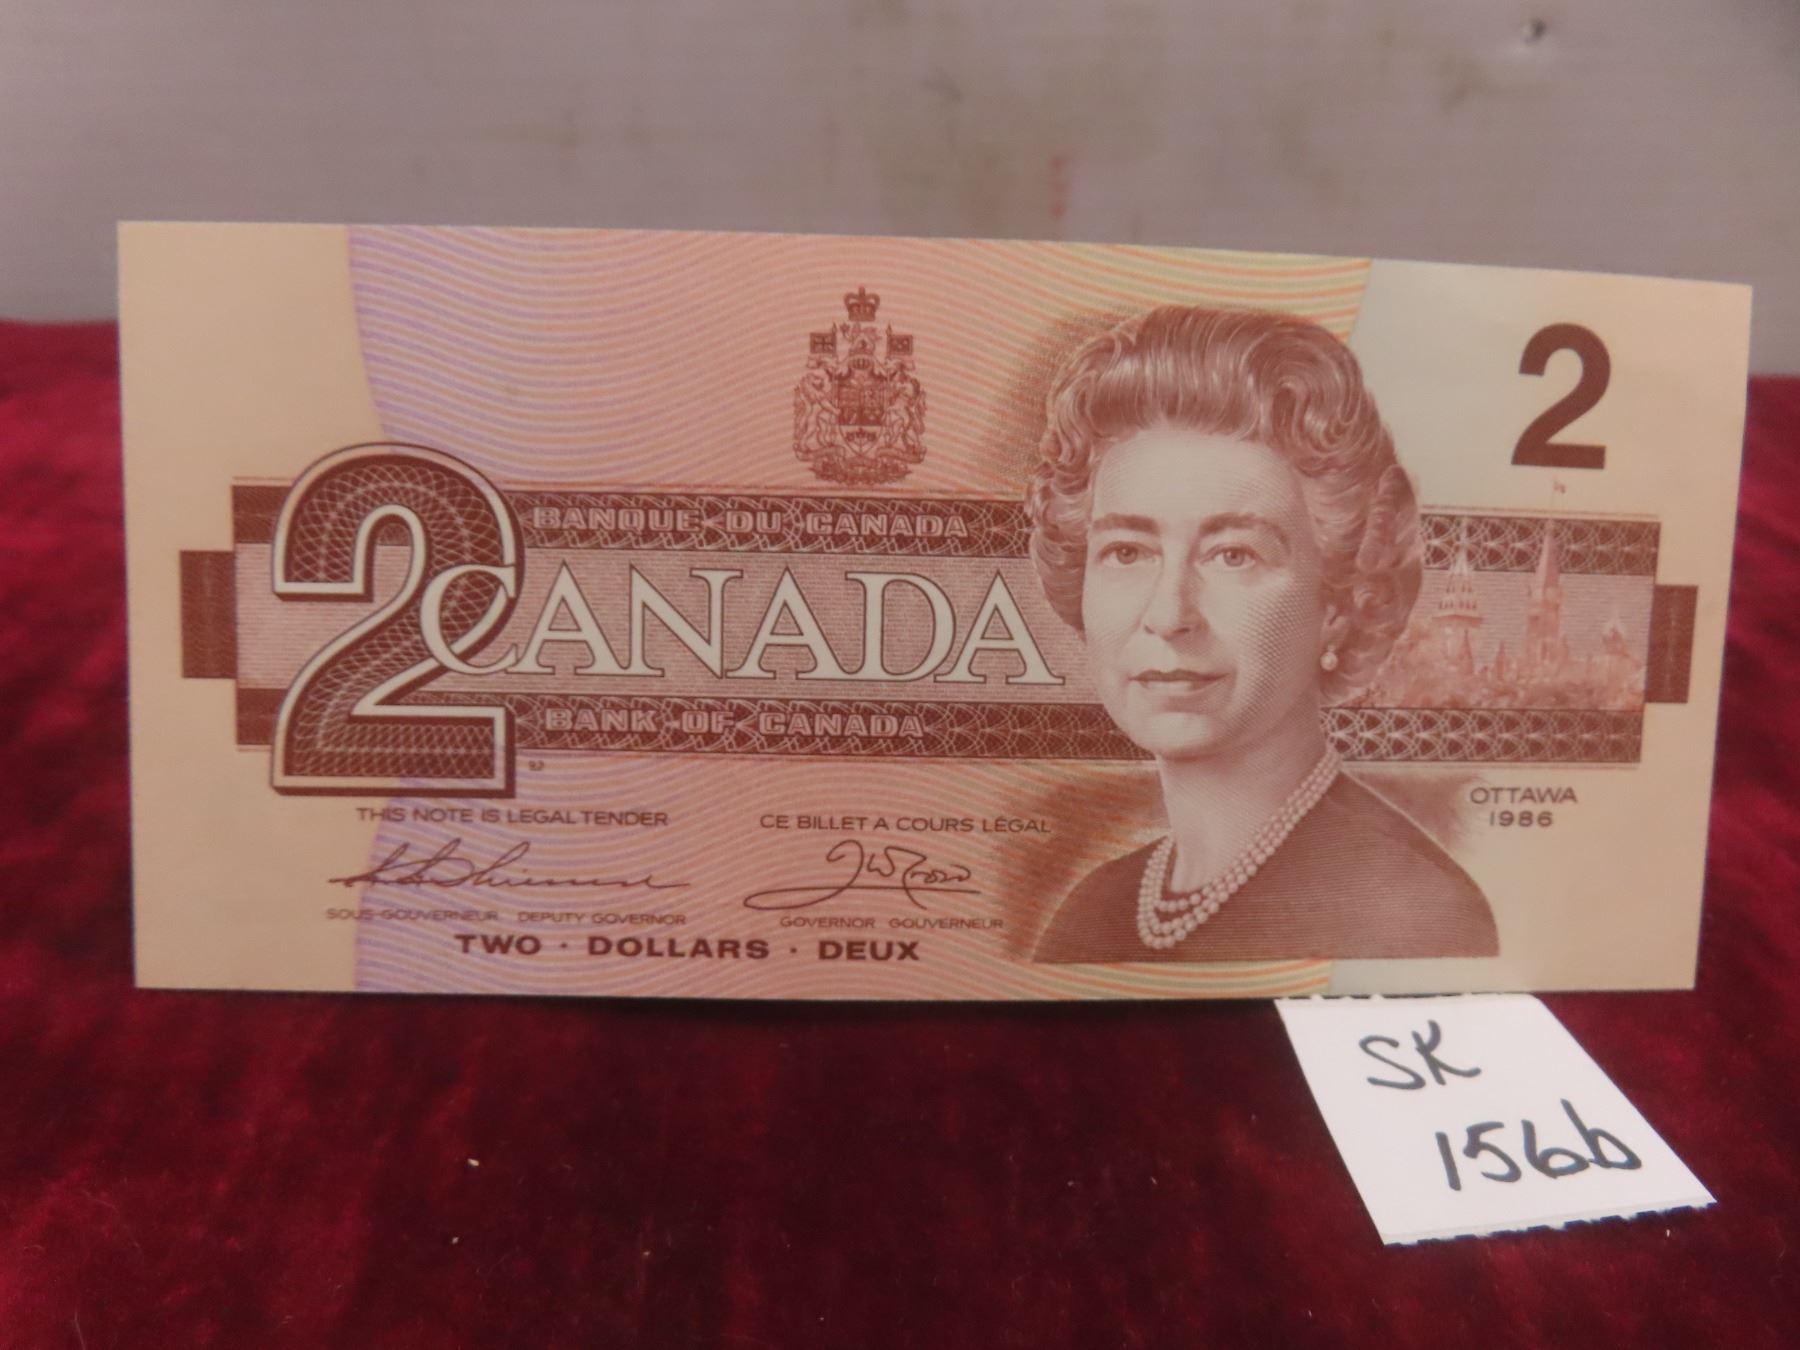 2
BANQUE DU CANADA
2 CANADA
BANK OF CANADA
THIS NOTE IS LEGAL TENDER CE BILLET A COURS LÉGAL
OTTAWA
1986
SOUS-GOUVERNEUR DEPUTY GOVERNOR GOVERNOR GOUVERNEUR
TWO · DOLLARS · DEUX
SK
156b